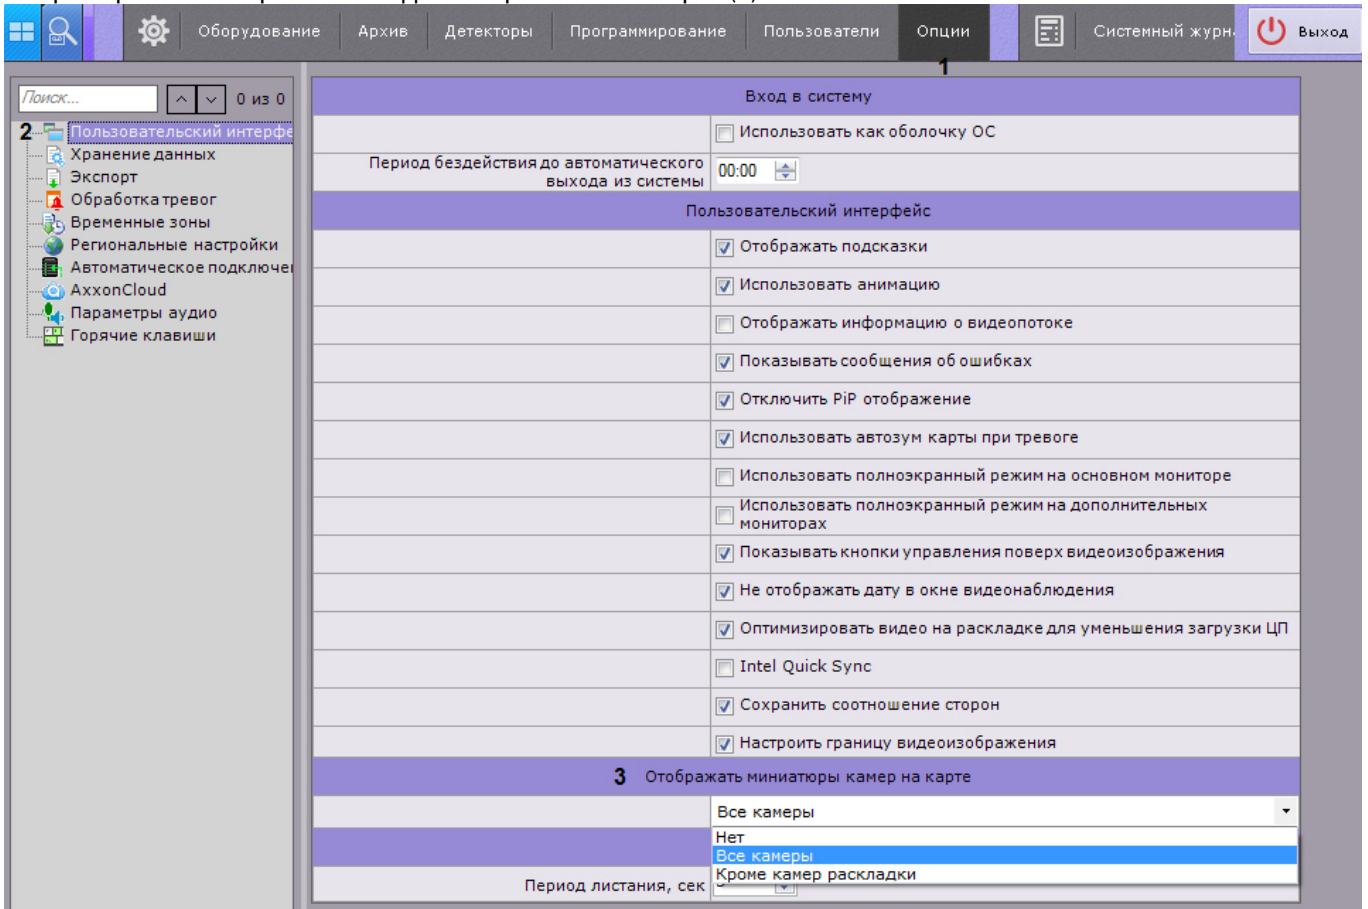 Оборудование
Архив
Детекторы
Программирование
Пользователи
Опции
Системный журн
Выход
1
Поиск...
0 из 0
2
Пользовательский интерфе
Хранение данных
Экспорт
Обработка тревог
Временные зоны
Региональные настройки
Автоматическое подключе
AxxonCloud
Параметры аудио
Горячие клавиши
Вход в систему
Использовать как оболочку ОС
Период бездействия до автоматического
выхода из системы
00:00
Пользовательский интерфейс
Отображать подсказки
Использовать анимацию
Отображать информацию о видеопотоке
Показывать сообщения об ошибках
Отключить PiP отображение
Использовать автозум карты при тревоге
Использовать полноэкранный режим на основном мониторе
Использовать полноэкранный режим на дополнительных
мониторах
Показывать кнопки управления поверх видеоизображения
Не отображать дату в окне видеонаблюдения
Оптимизировать видео на раскладке для уменьшения загрузки ЦП
Intel Quick Sync
Сохранить соотношение сторон
Настроить границу видеоизображения
3 Отображать миниатюры камер на карте
Все камеры
Нет
Все камеры
Кроме камер раскладки
Период листания, сек